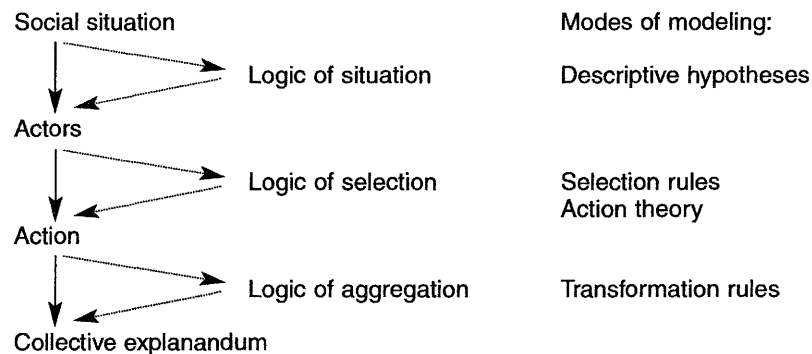 Social situation
Modes of modeling:
Logic of situation
Descriptive hypotheses
Actors
Logic of selection
Selection rules
Action theory
Action
Logic of aggregation
Transformation rules
Collective explanandum